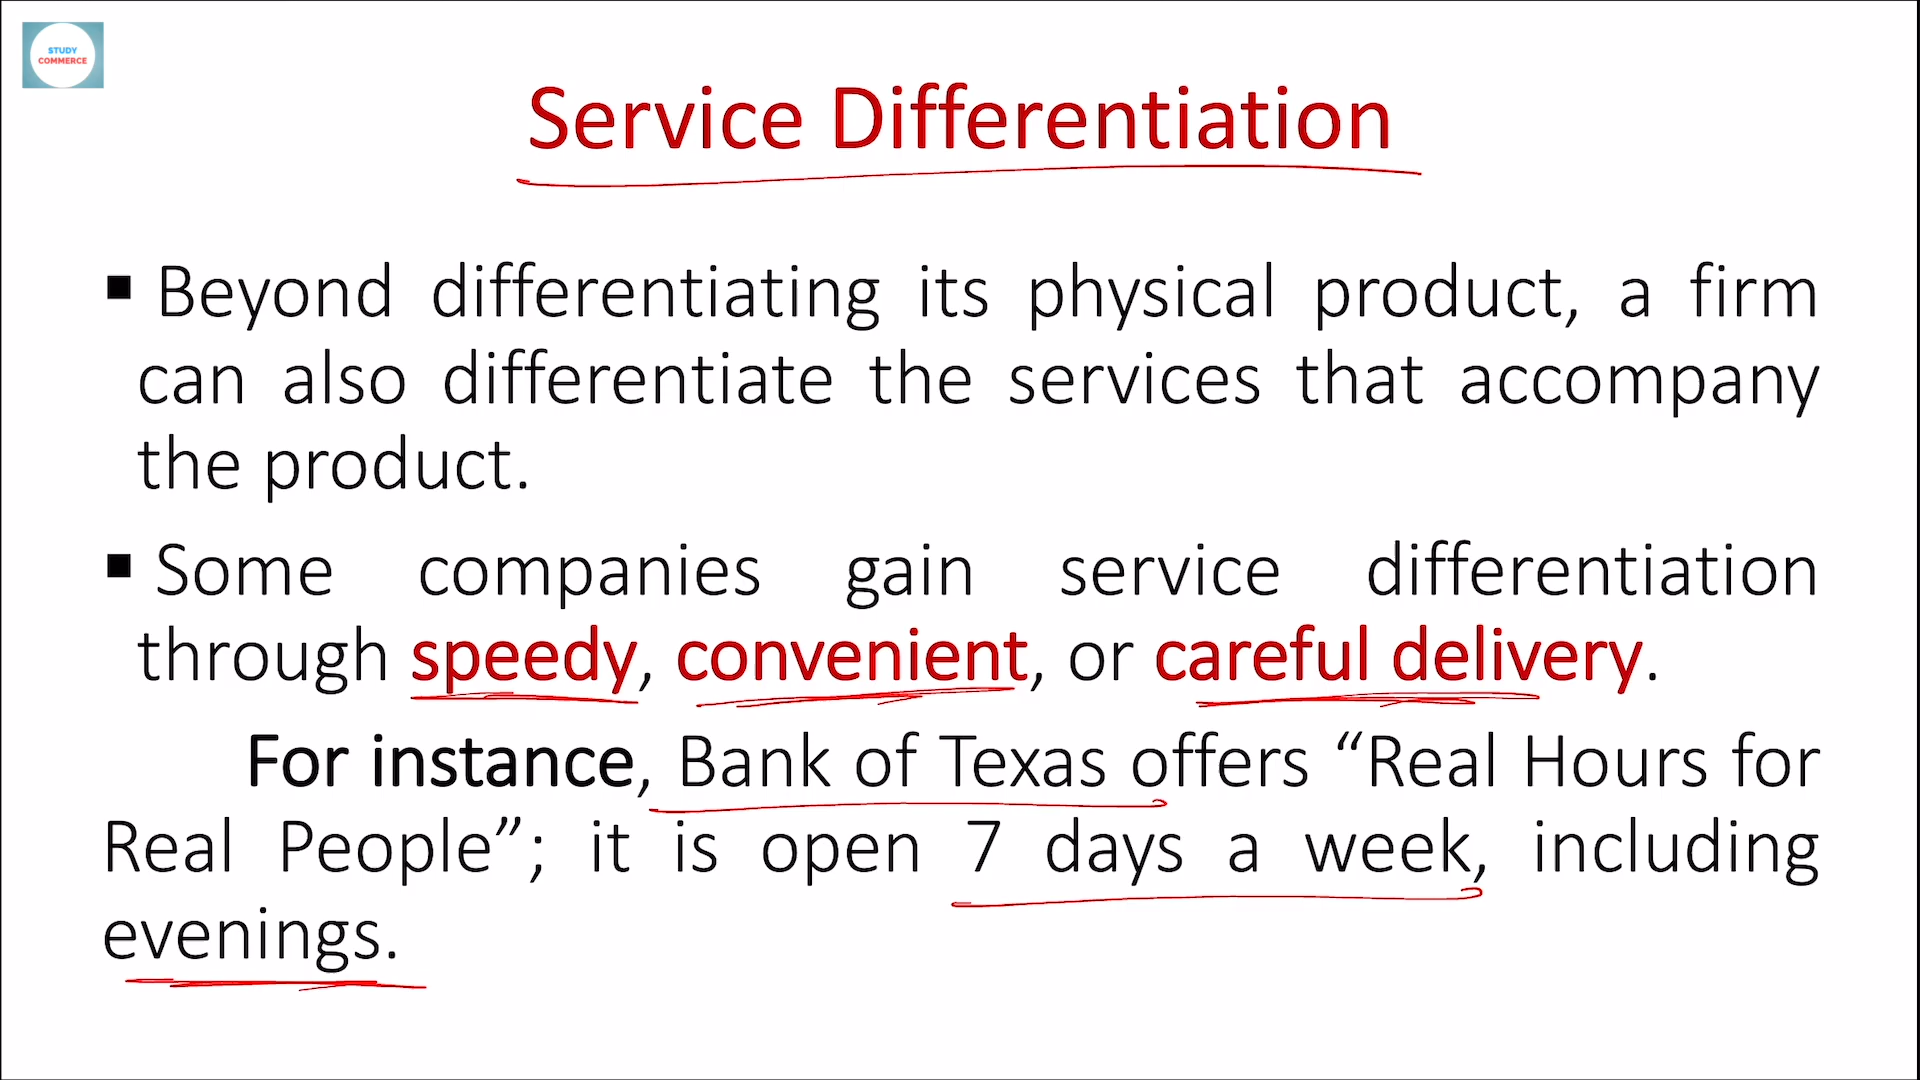 STUDY
COMMERCE
Service Differentiation
▪ Beyond differentiating its physical product, a firm
can also differentiate the services that accompany
the product.
▪ Some companies gain service differentiation
through speedy, convenient, or careful delivery.
For instance, Bank of Texas offers “Real Hours for
Real People”; it is open 7 days a week, including
evenings.